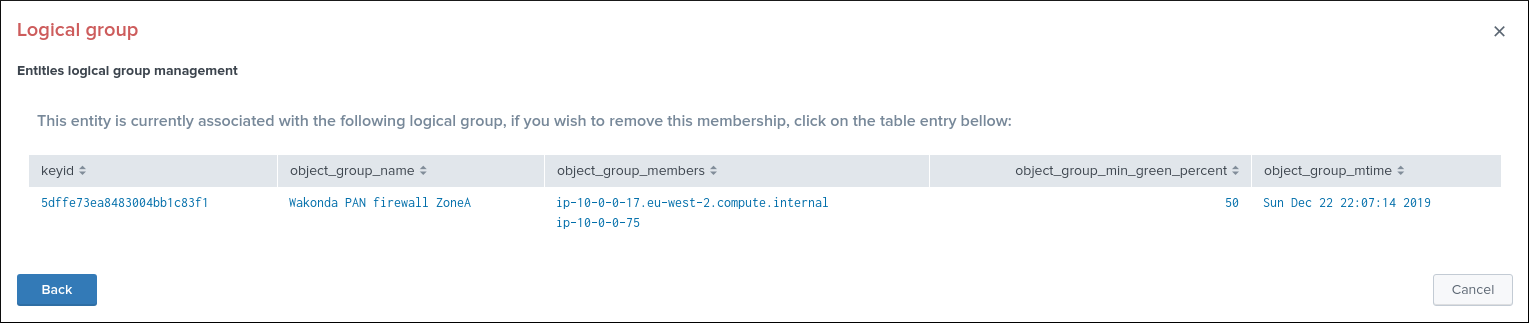 Logical group
×
Entities logical group management
This entity is currently associated with the following logical group, if you wish to remove this membership, click on the table entry bellow:
keyid object_group_name object_group_members object_group_min_green_percent object_group_mtime
5dffe73ea8483004bb1c83f1 Wakonda PAN firewall ZoneA ip-10-0-0-17.eu-west-2.compute.internal 50 Sun Dec 22 22:07:14 2019
ip-10-0-0-75
Back Cancel